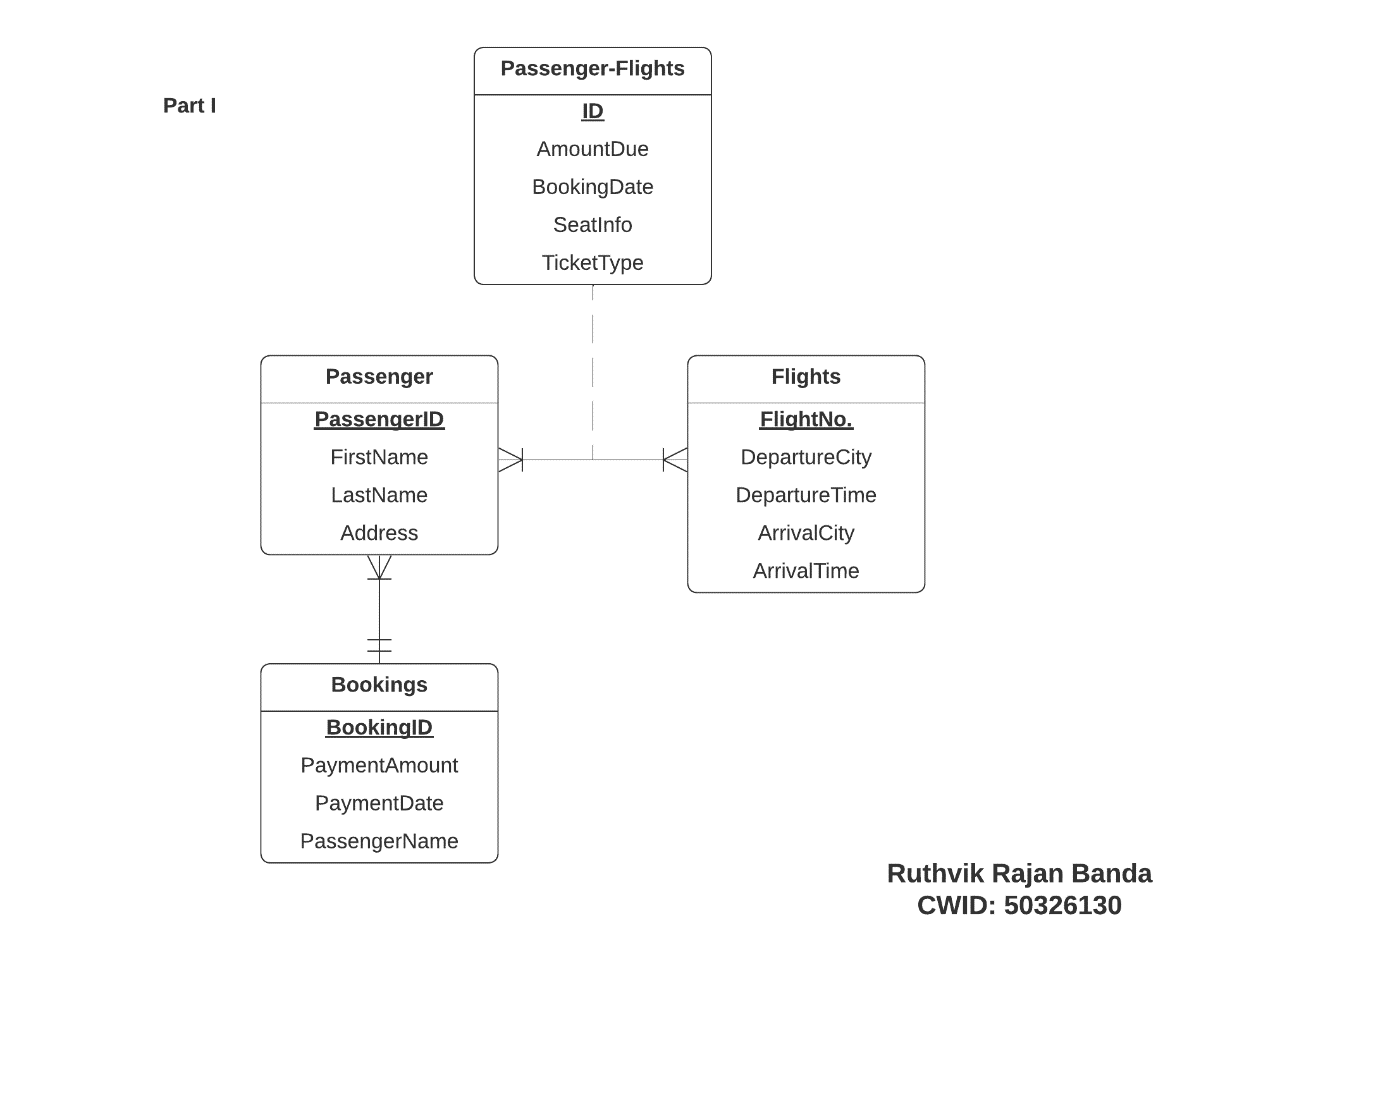 Part I
Passenger-Flights
ID
AmountDue
BookingDate
SeatInfo
TicketType
Passenger
PassengerID
FirstName
LastName
Address
Flights
FlightNo.
DepartureCity
DepartureTime
ArrivalCity
ArrivalTime
Bookings
BookingID
PaymentAmount
PaymentDate
PassengerName
Ruthvik Rajan Banda
CWID: 50326130